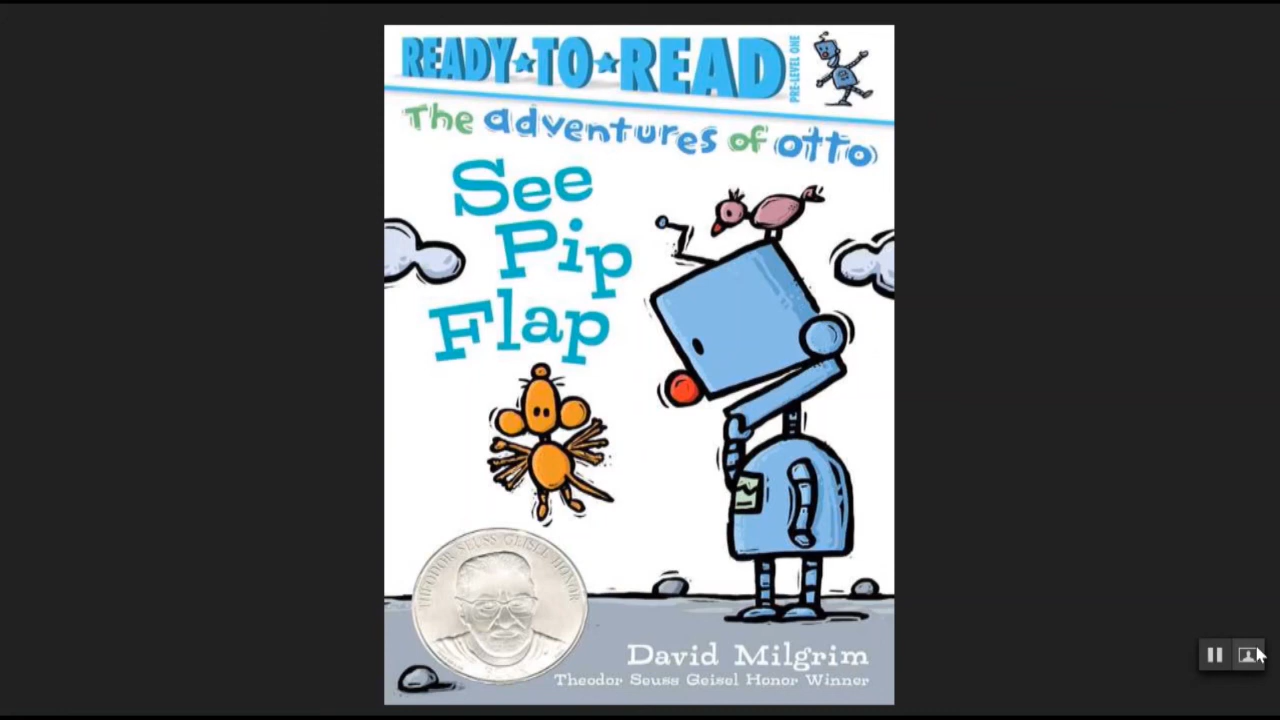 READY★TO★READ
PRE-LEVEL ONE
The adventures of otto
See
Pip
Flap
THEODOR SEUSS GEISEL HONOR
David Milgrim
Theodor Seuss Geisel Honor Winner